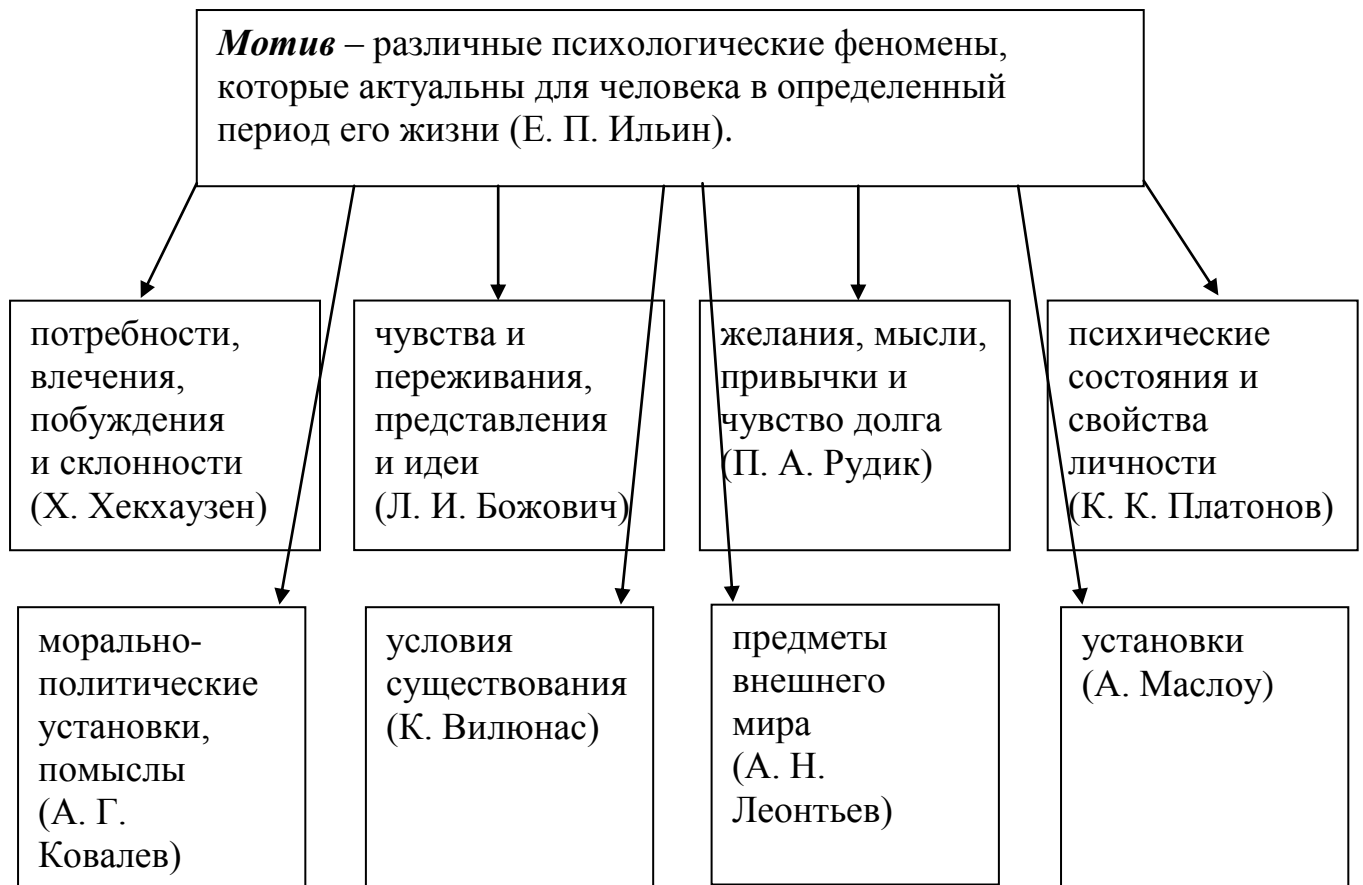 Мотив – различные психологические феномены,
которые актуальны для человека в определенный
период его жизни (Е. П. Ильин).
потребности,
влечения,
побуждения
и склонности
(Х. Хекхаузен)
чувства и
переживания,
представления
и идеи
(Л. И. Божович)
желания, мысли,
привычки и
чувство долга
(П. А. Рудик)
психические
состояния и
свойства
личности
(К. К. Платонов)
морально-
политические
установки,
помыслы
(А. Г.
Ковалев)
условия
существования
(К. Вилюнас)
предметы
внешнего
мира
(А. Н.
Леонтьев)
установки
(А. Маслоу)